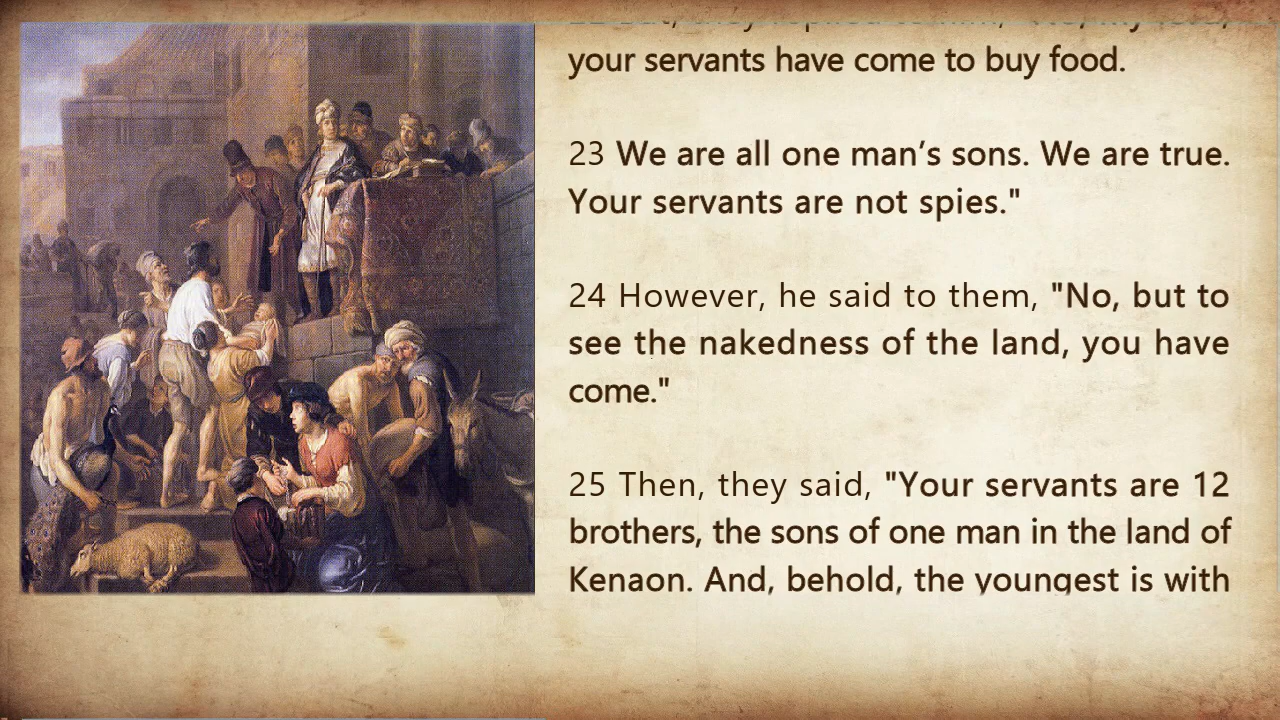 your servants have come to buy food.
23 We are all one man’s sons. We are true.
Your servants are not spies."
24 However, he said to them, "No, but to
see the nakedness of the land, you have
come."
25 Then, they said, "Your servants are 12
brothers, the sons of one man in the land of
Kenaon. And, behold, the youngest is with